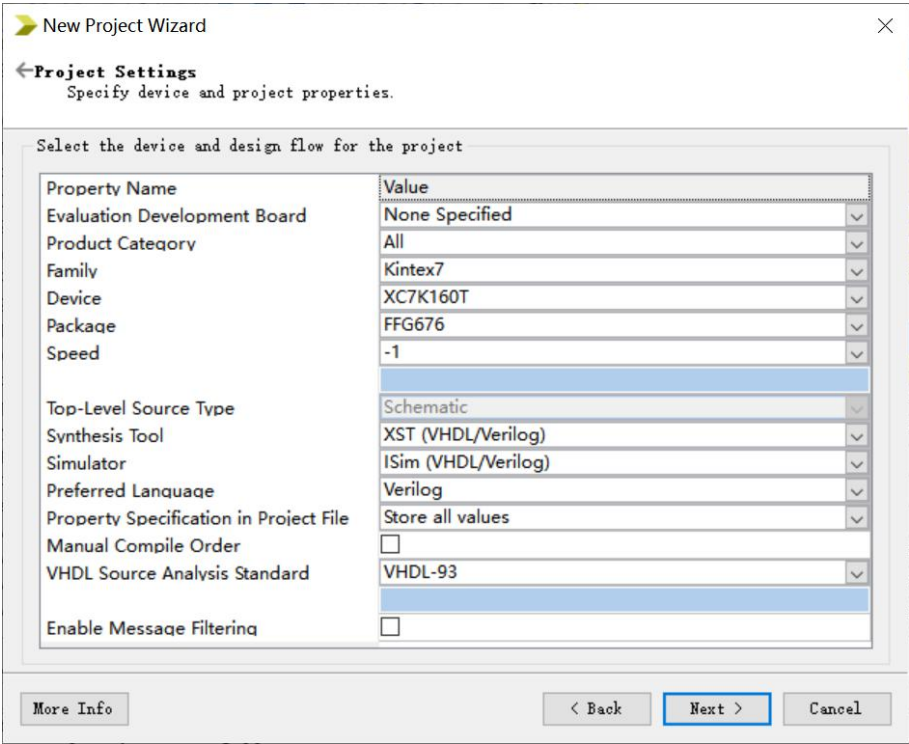 New Project Wizard
Project Settings
Specify device and project properties.
Select the device and design flow for the project
Property Name Value
Evaluation Development Board None Specified
Product Category All
Family Kintex7
Device XC7K160T
Package FFG676
Speed -1
Top-Level Source Type Schematic
Synthesis Tool XST (VHDL/Verilog)
Simulator ISim (VHDL/Verilog)
Preferred Language Verilog
Property Specification in Project File Store all values
Manual Compile Order
VHDL Source Analysis Standard VHDL-93
Enable Message Filtering
More Info < Back Next > Cancel